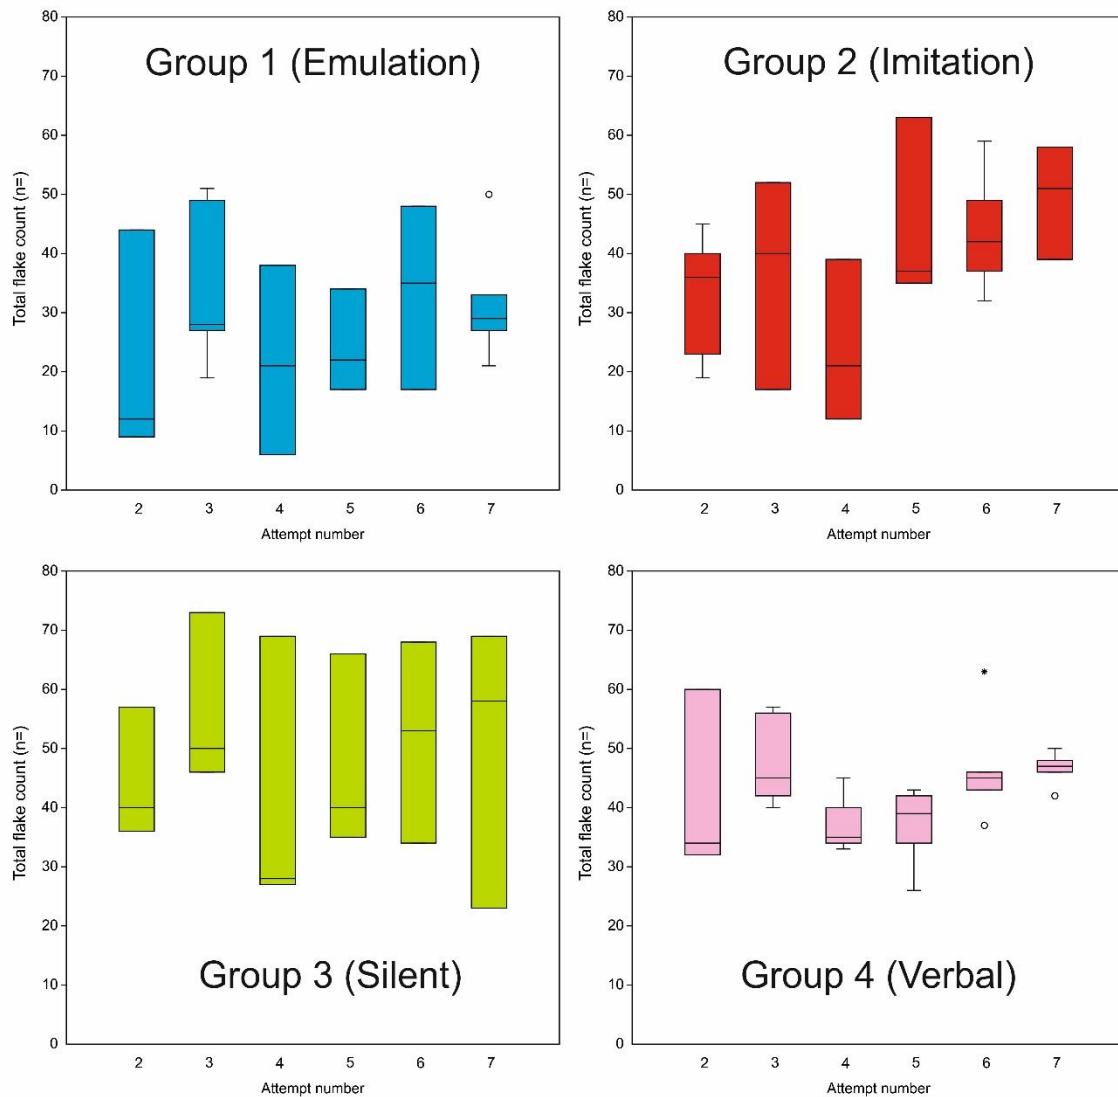 Group 1 (Emulation)
80
70
60
50
40
30
20
10
0
Total flake count (n=)
2 3 4 5 6 7
Attempt number
Group 2 (Imitation)
80
70
60
50
40
30
20
10
0
Total flake count (n=)
2 3 4 5 6 7
Attempt number
80
70
60
50
40
30
20
10
0
Total flake count (n=)
Group 3 (Silent)
2 3 4 5 6 7
Attempt number
80
70
60
50
40
30
20
10
0
Total flake count (n=)
Group 4 (Verbal)
2 3 4 5 6 7
Attempt number